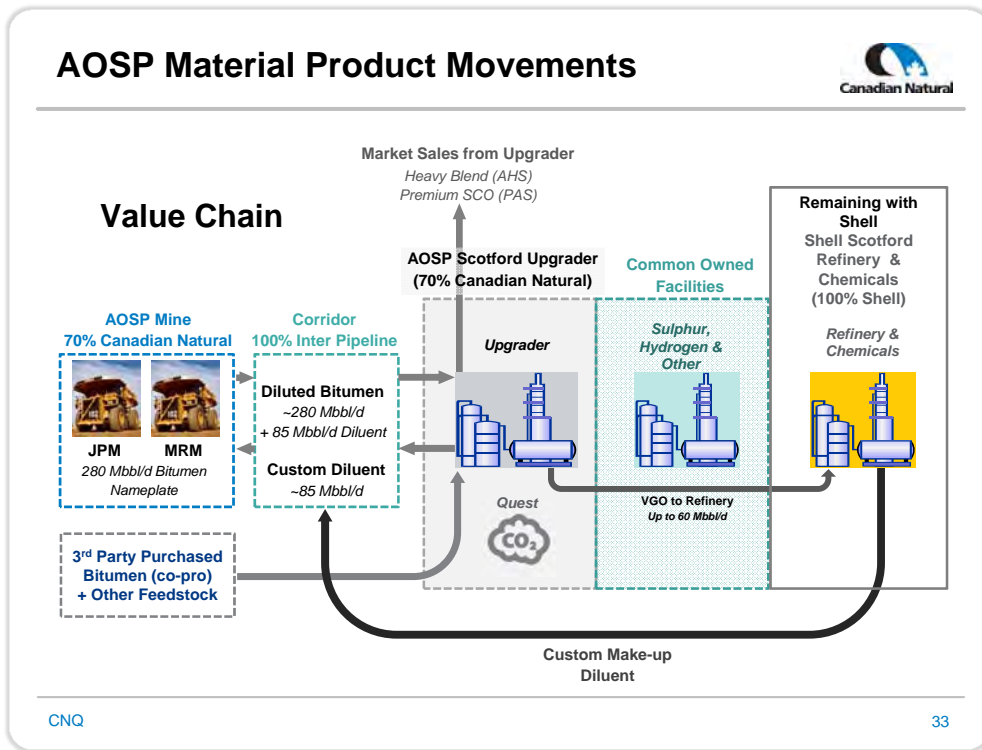 AOSP Material Product Movements
Canadian Natural
Market Sales from Upgrader
Heavy Blend (AHS)
Premium SCO (PAS)
Value Chain
AOSP Mine
70% Canadian Natural
JPM
MRM
280 Mbbl/d Bitumen
Nameplate
Corridor
100% Inter Pipeline
Diluted Bitumen
~280 Mbbl/d
+ 85 Mbbl/d Diluent
Custom Diluent
~85 Mbbl/d
AOSP Scotford Upgrader
(70% Canadian Natural)
Upgrader
Quest
CO2
Common Owned
Facilities
Sulphur,
Hydrogen &
Other
VGO to Refinery
Up to 60 Mbbl/d
Remaining with
Shell
Shell Scotford
Refinery &
Chemicals
(100% Shell)
Refinery &
Chemicals
3rd Party Purchased
Bitumen (co-pro)
+ Other Feedstock
Custom Make-up
Diluent
CNQ
33